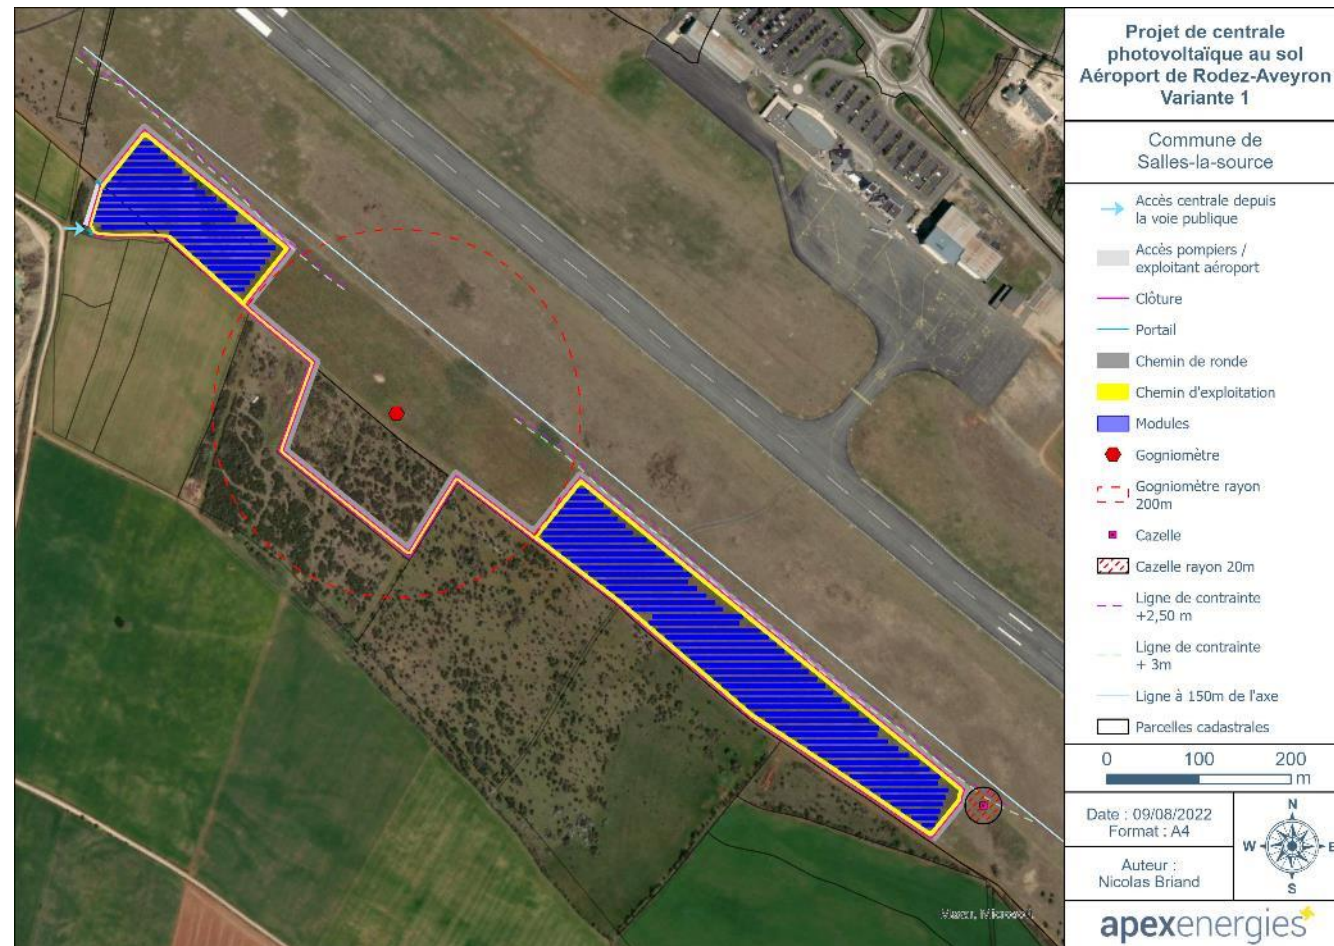 Projet de centrale
photovoltaïque au sol
Aéroport de Rodez-Aveyron
Variante 1
Commune de
Salles-la-source
Accès centrale depuis
la voie publique
Accès pompiers /
exploitant aéroport
Clôture
Portail
Chemin de ronde
Chemin d'exploitation
Modules
Gogniomètre
Gogniomètre rayon
200m
Cazelle
Cazelle rayon 20m
Ligne de contrainte
+2,50 m
Ligne de contrainte
+ 3m
Ligne à 150m de l'axe
Parcelles cadastrales
0 100 200
m
Date : 09/08/2022
Format : A4
N
W E
S
Auteur :
Nicolas Briand
apexenergies